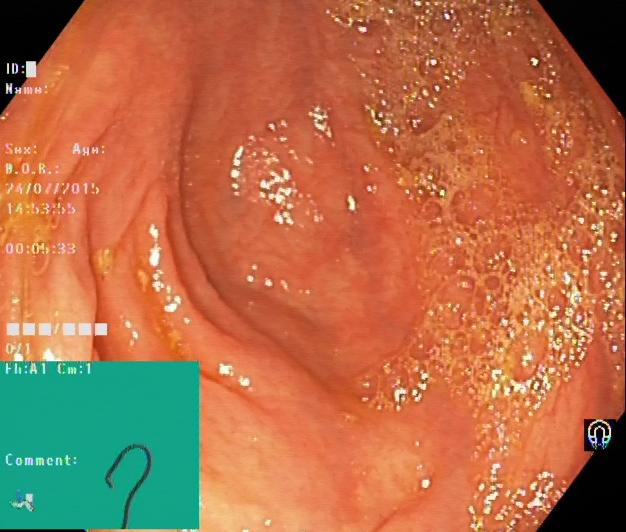 ID:
Name:
Sex: Age:
D.O.B.:
24/07/2015
14:53:55
00:05:33
0/1
Eh:A1 Cm:1
Comment: